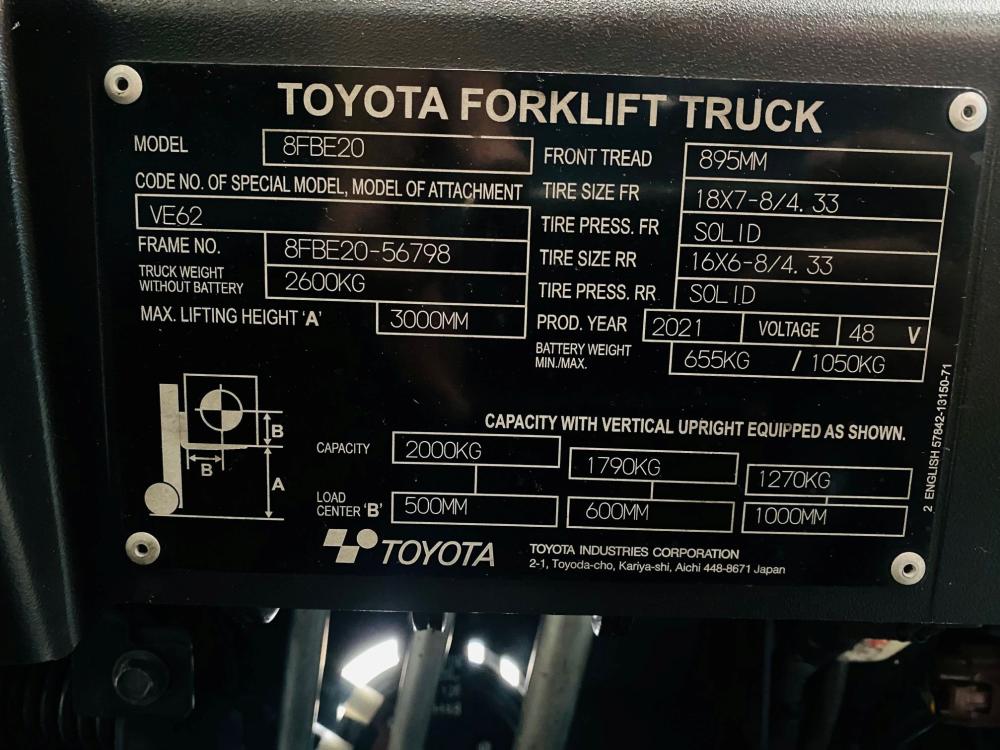 TOYOTA FORKLIFT TRUCK
MODEL 8FBE20
CODE NO. OF SPECIAL MODEL, MODEL OF ATTACHMENT
VE62
FRAME NO. 8FBE20-56798
TRUCK WEIGHT
WITHOUT BATTERY 2600KG
MAX. LIFTING HEIGHT 'A' 3000MM
FRONT TREAD 895MM
TIRE SIZE FR 18X7-8/4.33
TIRE PRESS. FR SOLID
TIRE SIZE RR 16X6-8/4.33
TIRE PRESS. RR SOLID
PROD. YEAR 2021 VOLTAGE 48 V
BATTERY WEIGHT
MIN./MAX. 655KG / 1050KG
B
B
A
CAPACITY WITH VERTICAL UPRIGHT EQUIPPED AS SHOWN.
CAPACITY 2000KG 1790KG 1270KG
LOAD
CENTER 'B' 500MM 600MM 1000MM
TOYOTA
TOYOTA INDUSTRIES CORPORATION
2-1, Toyoda-cho, Kariya-shi, Aichi 448-8671 Japan
2 ENGLISH 57842-13150-71